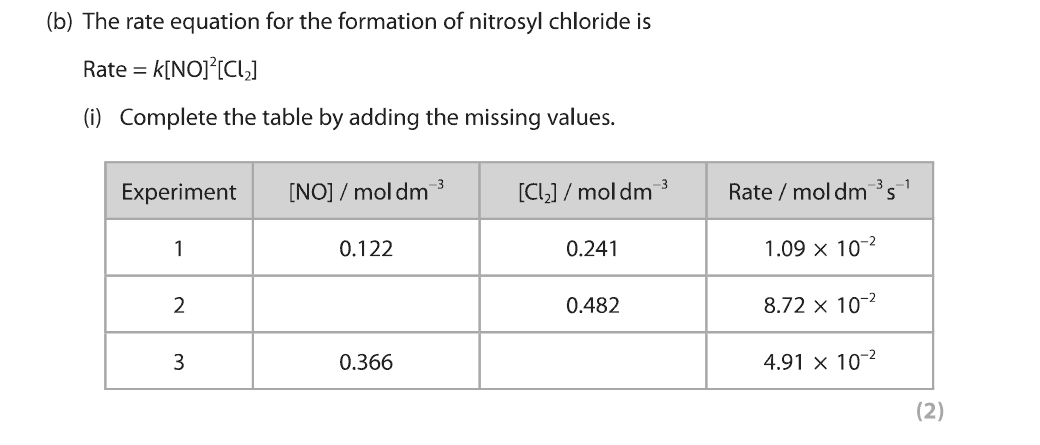 (b) The rate equation for the formation of nitrosyl chloride is
Rate = k[NO]²[Cl₂]
(i) Complete the table by adding the missing values.
Experiment [NO] / mol dm⁻³ [Cl₂] / mol dm⁻³ Rate / mol dm⁻³ s⁻¹
1 0.122 0.241 1.09 × 10⁻²
2 0.482 8.72 × 10⁻²
3 0.366 4.91 × 10⁻²
(2)